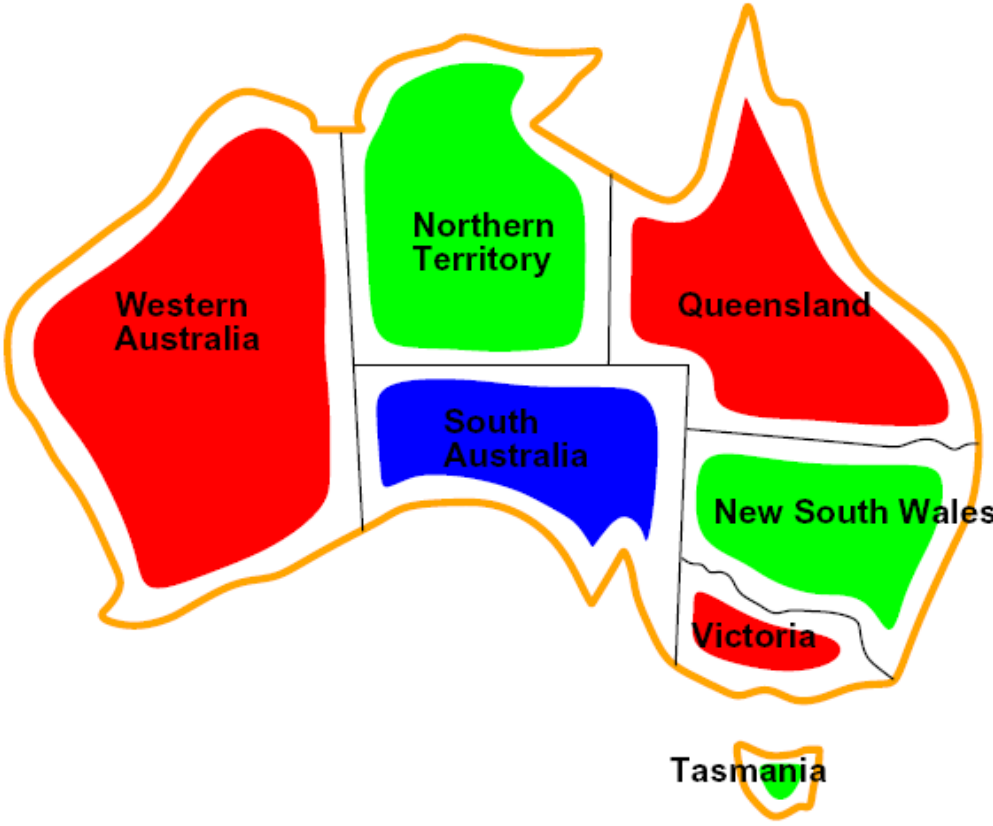 Northern
Territory
Western
Australia
Queensland
South
Australia
New South Wales
Victoria
Tasmania